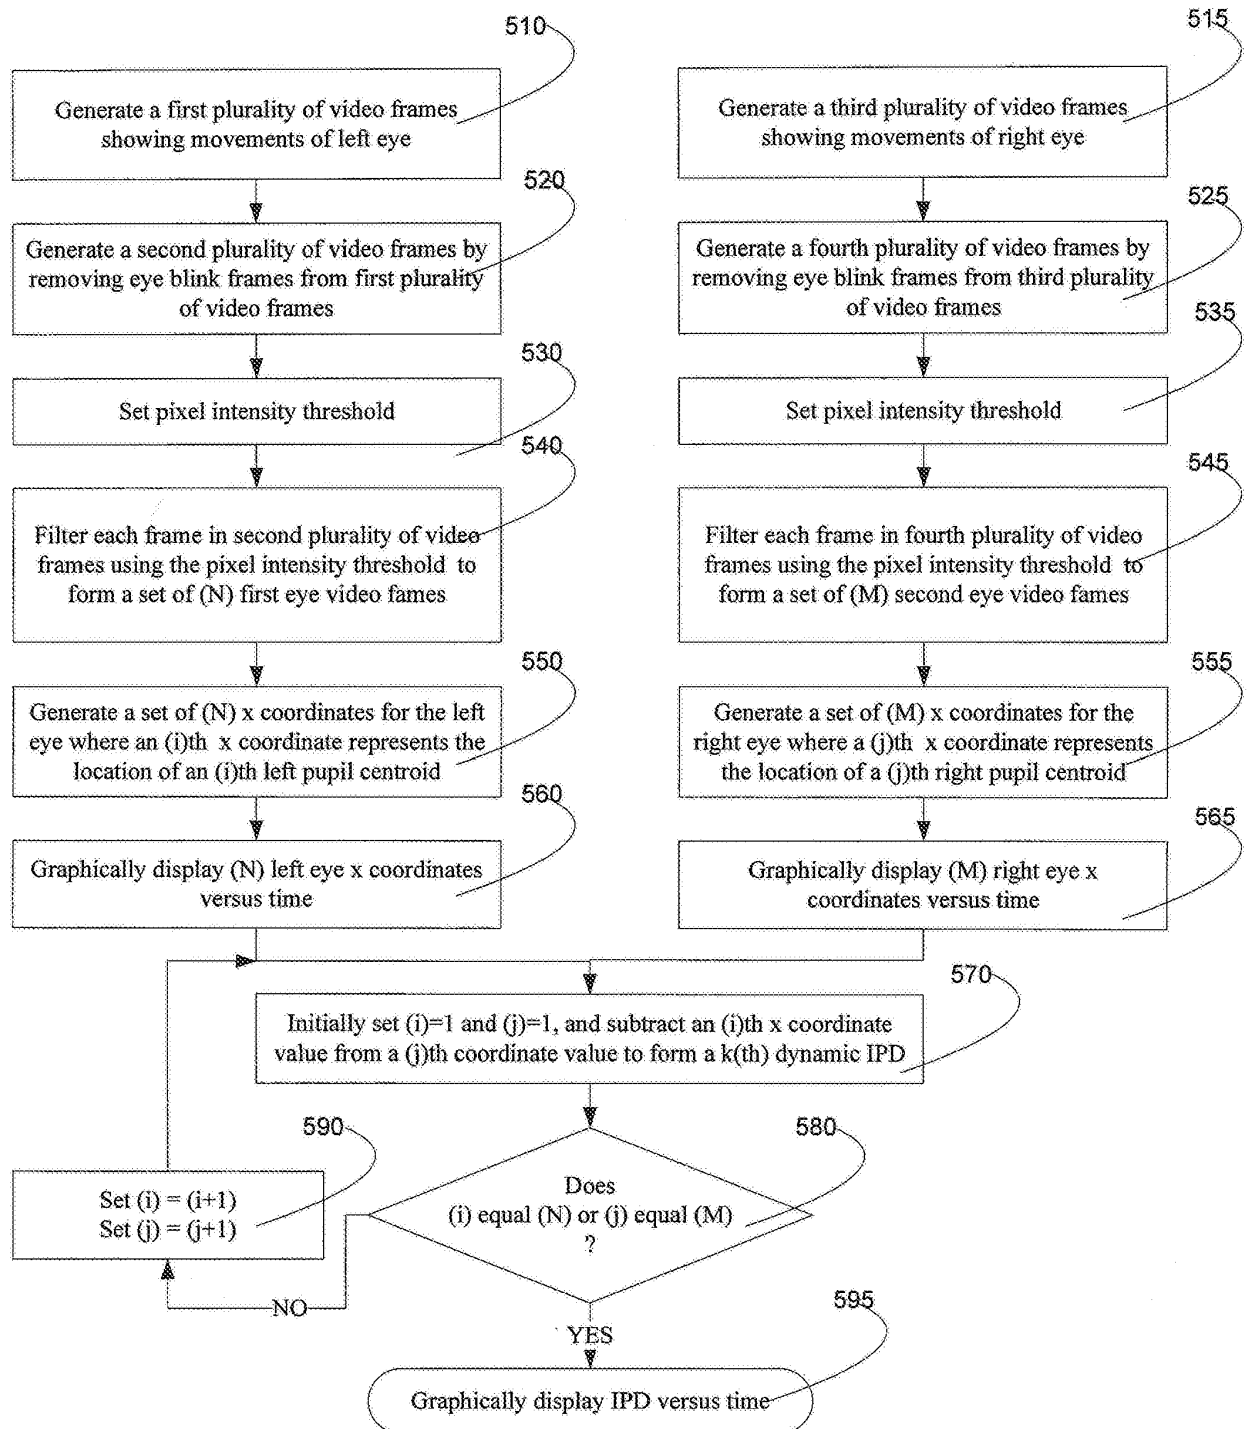 510
Generate a first plurality of video frames
showing movements of left eye
520
Generate a second plurality of video frames by
removing eye blink frames from first plurality
of video frames
530
Set pixel intensity threshold
540
Filter each frame in second plurality of video
frames using the pixel intensity threshold to
form a set of (N) first eye video fames
550
Generate a set of (N) x coordinates for the left
eye where an (i)th x coordinate represents the
location of an (i)th left pupil centroid
560
Graphically display (N) left eye x coordinates
versus time
515
Generate a third plurality of video frames
showing movements of right eye
525
Generate a fourth plurality of video frames by
removing eye blink frames from third plurality
of video frames
535
Set pixel intensity threshold
545
Filter each frame in fourth plurality of video
frames using the pixel intensity threshold to
form a set of (M) second eye video fames
555
Generate a set of (M) x coordinates for the
right eye where a (j)th x coordinate represents
the location of a (j)th right pupil centroid
565
Graphically display (M) right eye x
coordinates versus time
570
Initially set (i)=1 and (j)=1, and subtract an (i)th x coordinate
value from a (j)th coordinate value to form a k(th) dynamic IPD
580
Does
(i) equal (N) or (j) equal (M)
?
590
Set (i) = (i+1)
Set (j) = (j+1)
NO
YES
595
Graphically display IPD versus time